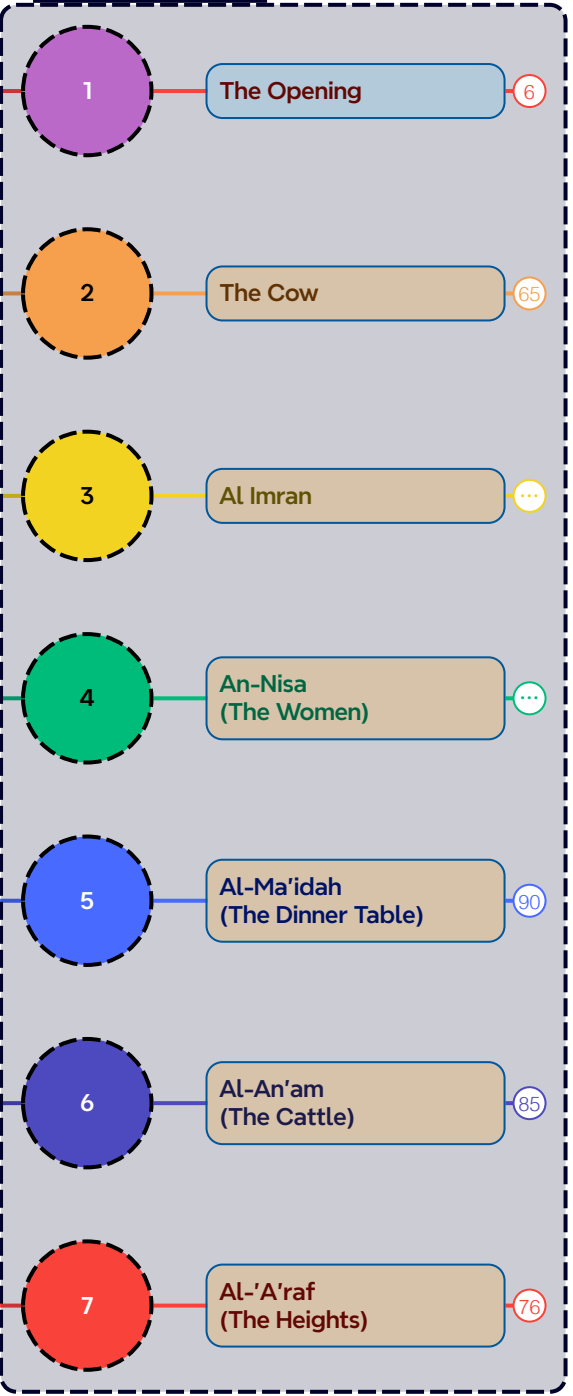 1
The Opening
6
2
The Cow
65
3
Al Imran
...
4
An-Nisa
(The Women)
...
5
Al-Ma'idah
(The Dinner Table)
90
6
Al-An'am
(The Cattle)
85
7
Al-'A'raf
(The Heights)
76